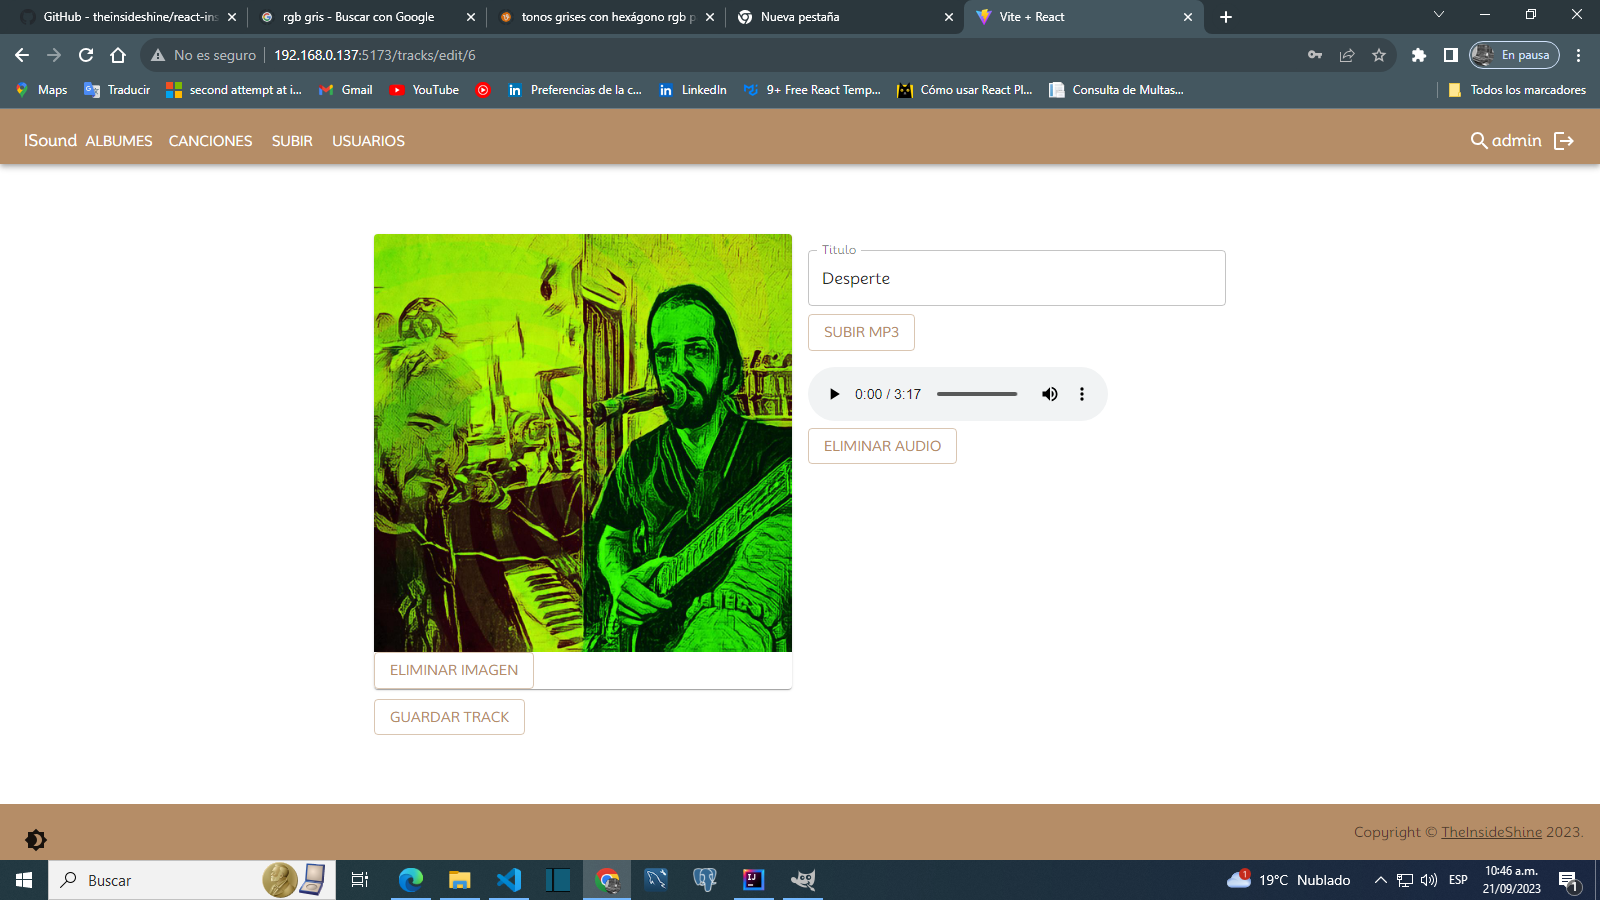 GitHub - theinsideshine/react-ins
rgb gris - Buscar con Google
tonos grises con hexágono rgb p
Nueva pestaña
Vite + React
No es seguro
192.168.0.137:5173/tracks/edit/6
En pausa
Maps
Traducir
second attempt at i...
Gmail
YouTube
Preferencias de la c...
LinkedIn
9+ Free React Temp...
Cómo usar React Pl...
Consulta de Multas...
Todos los marcadores
ISound
ALBUMES
CANCIONES
SUBIR
USUARIOS
admin
Titulo
Desperte
SUBIR MP3
0:00 / 3:17
ELIMINAR AUDIO
ELIMINAR IMAGEN
GUARDAR TRACK
Copyright © TheInsideShine 2023.
Buscar
1
19°C Nublado
ESP
10:46 a.m.
21/09/2023
1